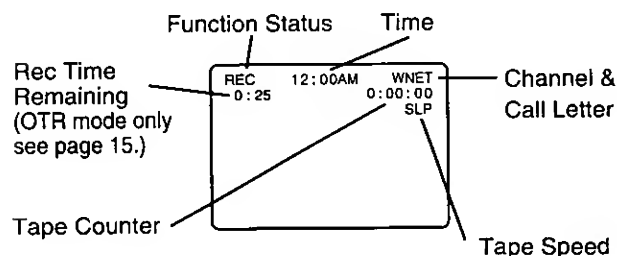 Function Status
Time
Rec Time
Remaining
(OTR mode only
see page 15.)
REC 12:00AM WNET
0:25 0:00:00
SLP
Channel &
Call Letter
Tape Counter
Tape Speed